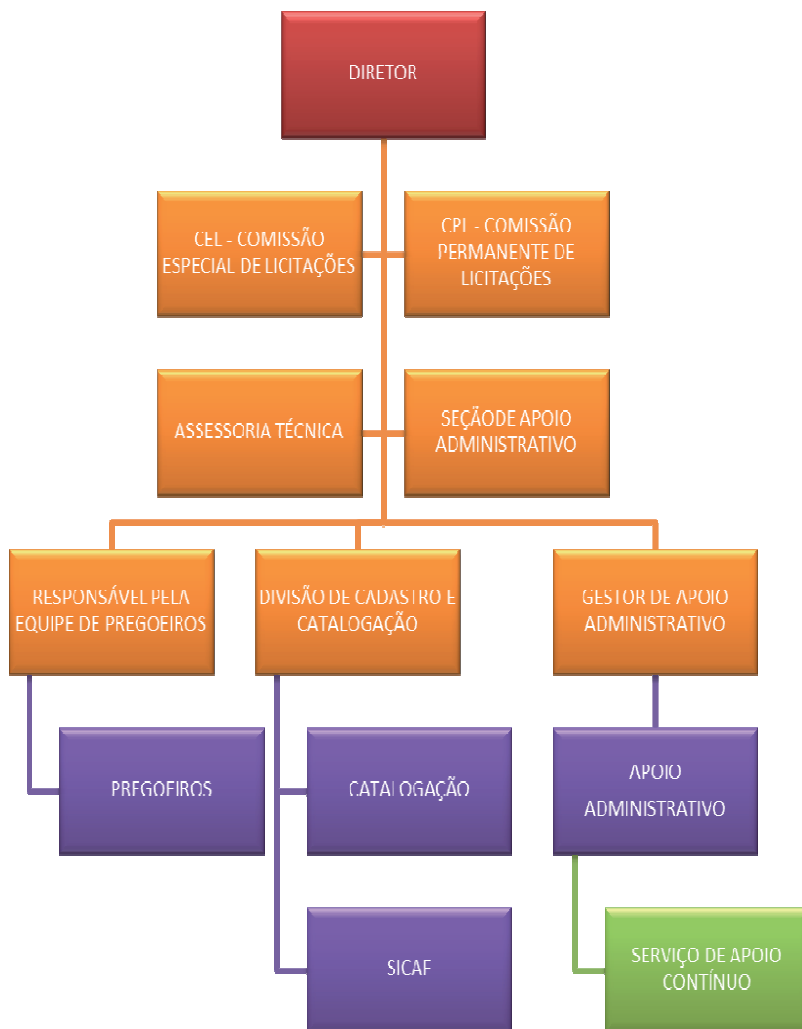 DIRETOR
CEL - COMISSÃO
ESPECIAL DE LICITAÇÕES
CPL - COMISSÃO
PERMANENTE DE
LICITAÇÕES
ASSESSORIA TÉCNICA
SEÇÃODE APOIO
ADMINISTRATIVO
RESPONSÁVEL PELA
EQUIPE DE PREGOEIROS
DIVISÃO DE CADASTRO E
CATALOGAÇÃO
GESTOR DE APOIO
ADMINISTRATIVO
PREGOEIROS
CATALOGAÇÃO
APOIO
ADMINISTRATIVO
SICAF
SERVIÇO DE APOIO
CONTÍNUO